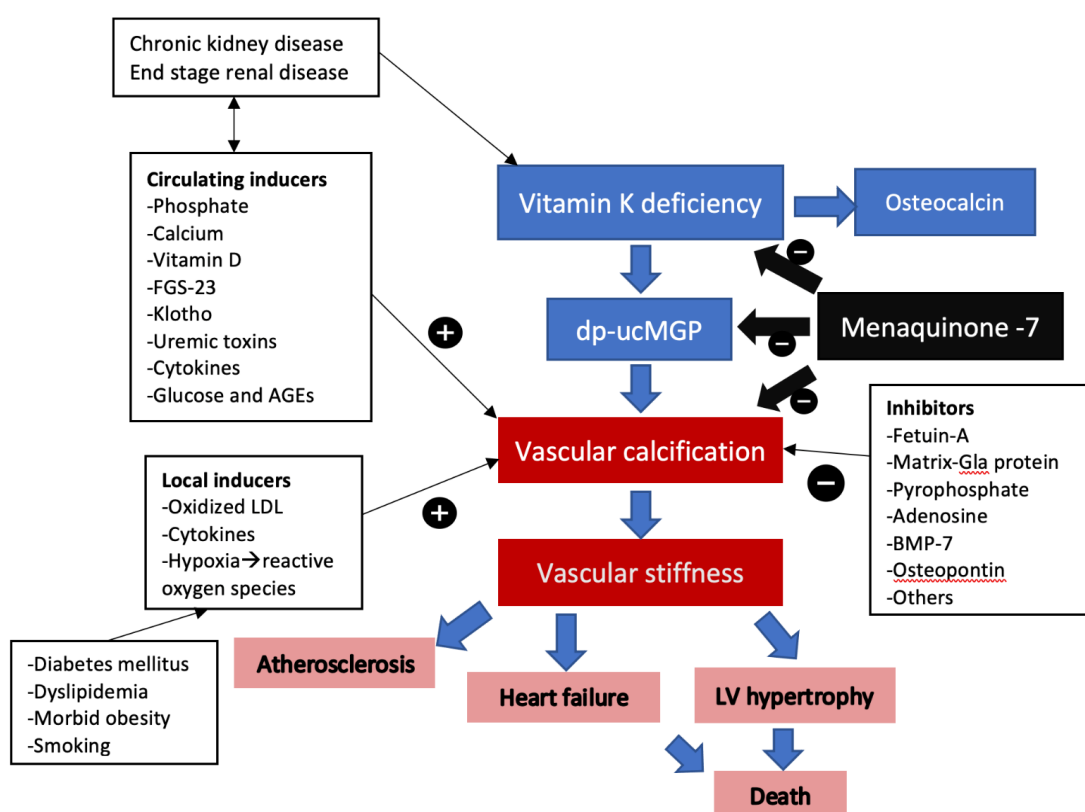 Chronic kidney disease
End stage renal disease
Circulating inducers
-Phosphate
-Calcium
-Vitamin D
-FGS-23
-Klotho
-Uremic toxins
-Cytokines
-Glucose and AGEs
Vitamin K deficiency
Osteocalcin
dp-ucMGP
Menaquinone -7
Vascular calcification
Inhibitors
-Fetuin-A
-Matrix-Gla protein
-Pyrophosphate
-Adenosine
-BMP-7
-Osteopontin
-Others
Local inducers
-Oxidized LDL
-Cytokines
-Hypoxia→reactive
oxygen species
Vascular stiffness
-Diabetes mellitus
-Dyslipidemia
-Morbid obesity
-Smoking
Atherosclerosis
Heart failure
LV hypertrophy
Death